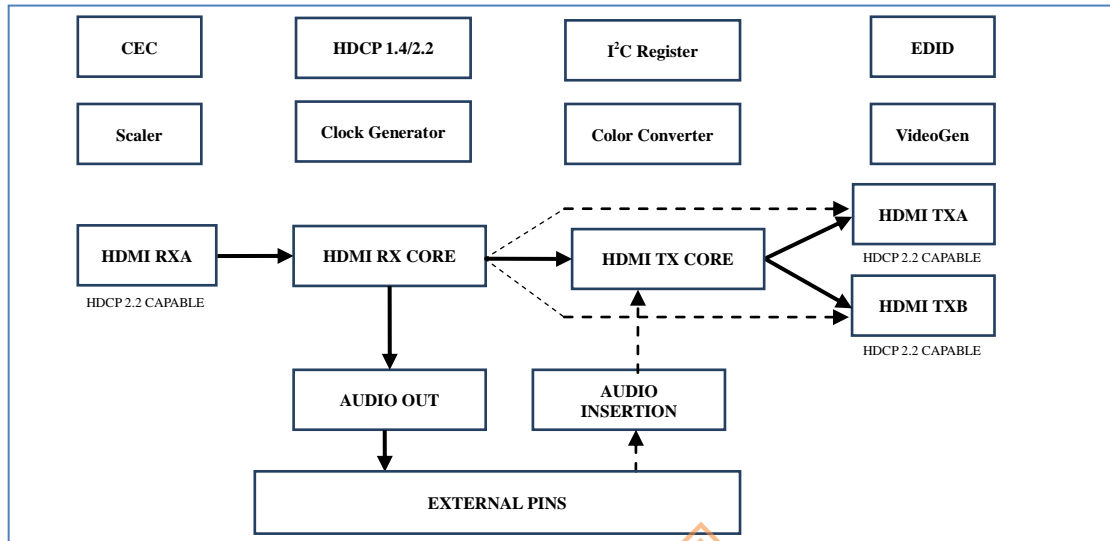 CEC
HDCP 1.4/2.2
I²C Register
EDID
Scaler
Clock Generator
Color Converter
VideoGen
HDMI RXA
HDCP 2.2 CAPABLE
HDMI RX CORE
HDMI TX CORE
HDMI TXA
HDCP 2.2 CAPABLE
HDMI TXB
HDCP 2.2 CAPABLE
AUDIO OUT
AUDIO
INSERTION
EXTERNAL PINS